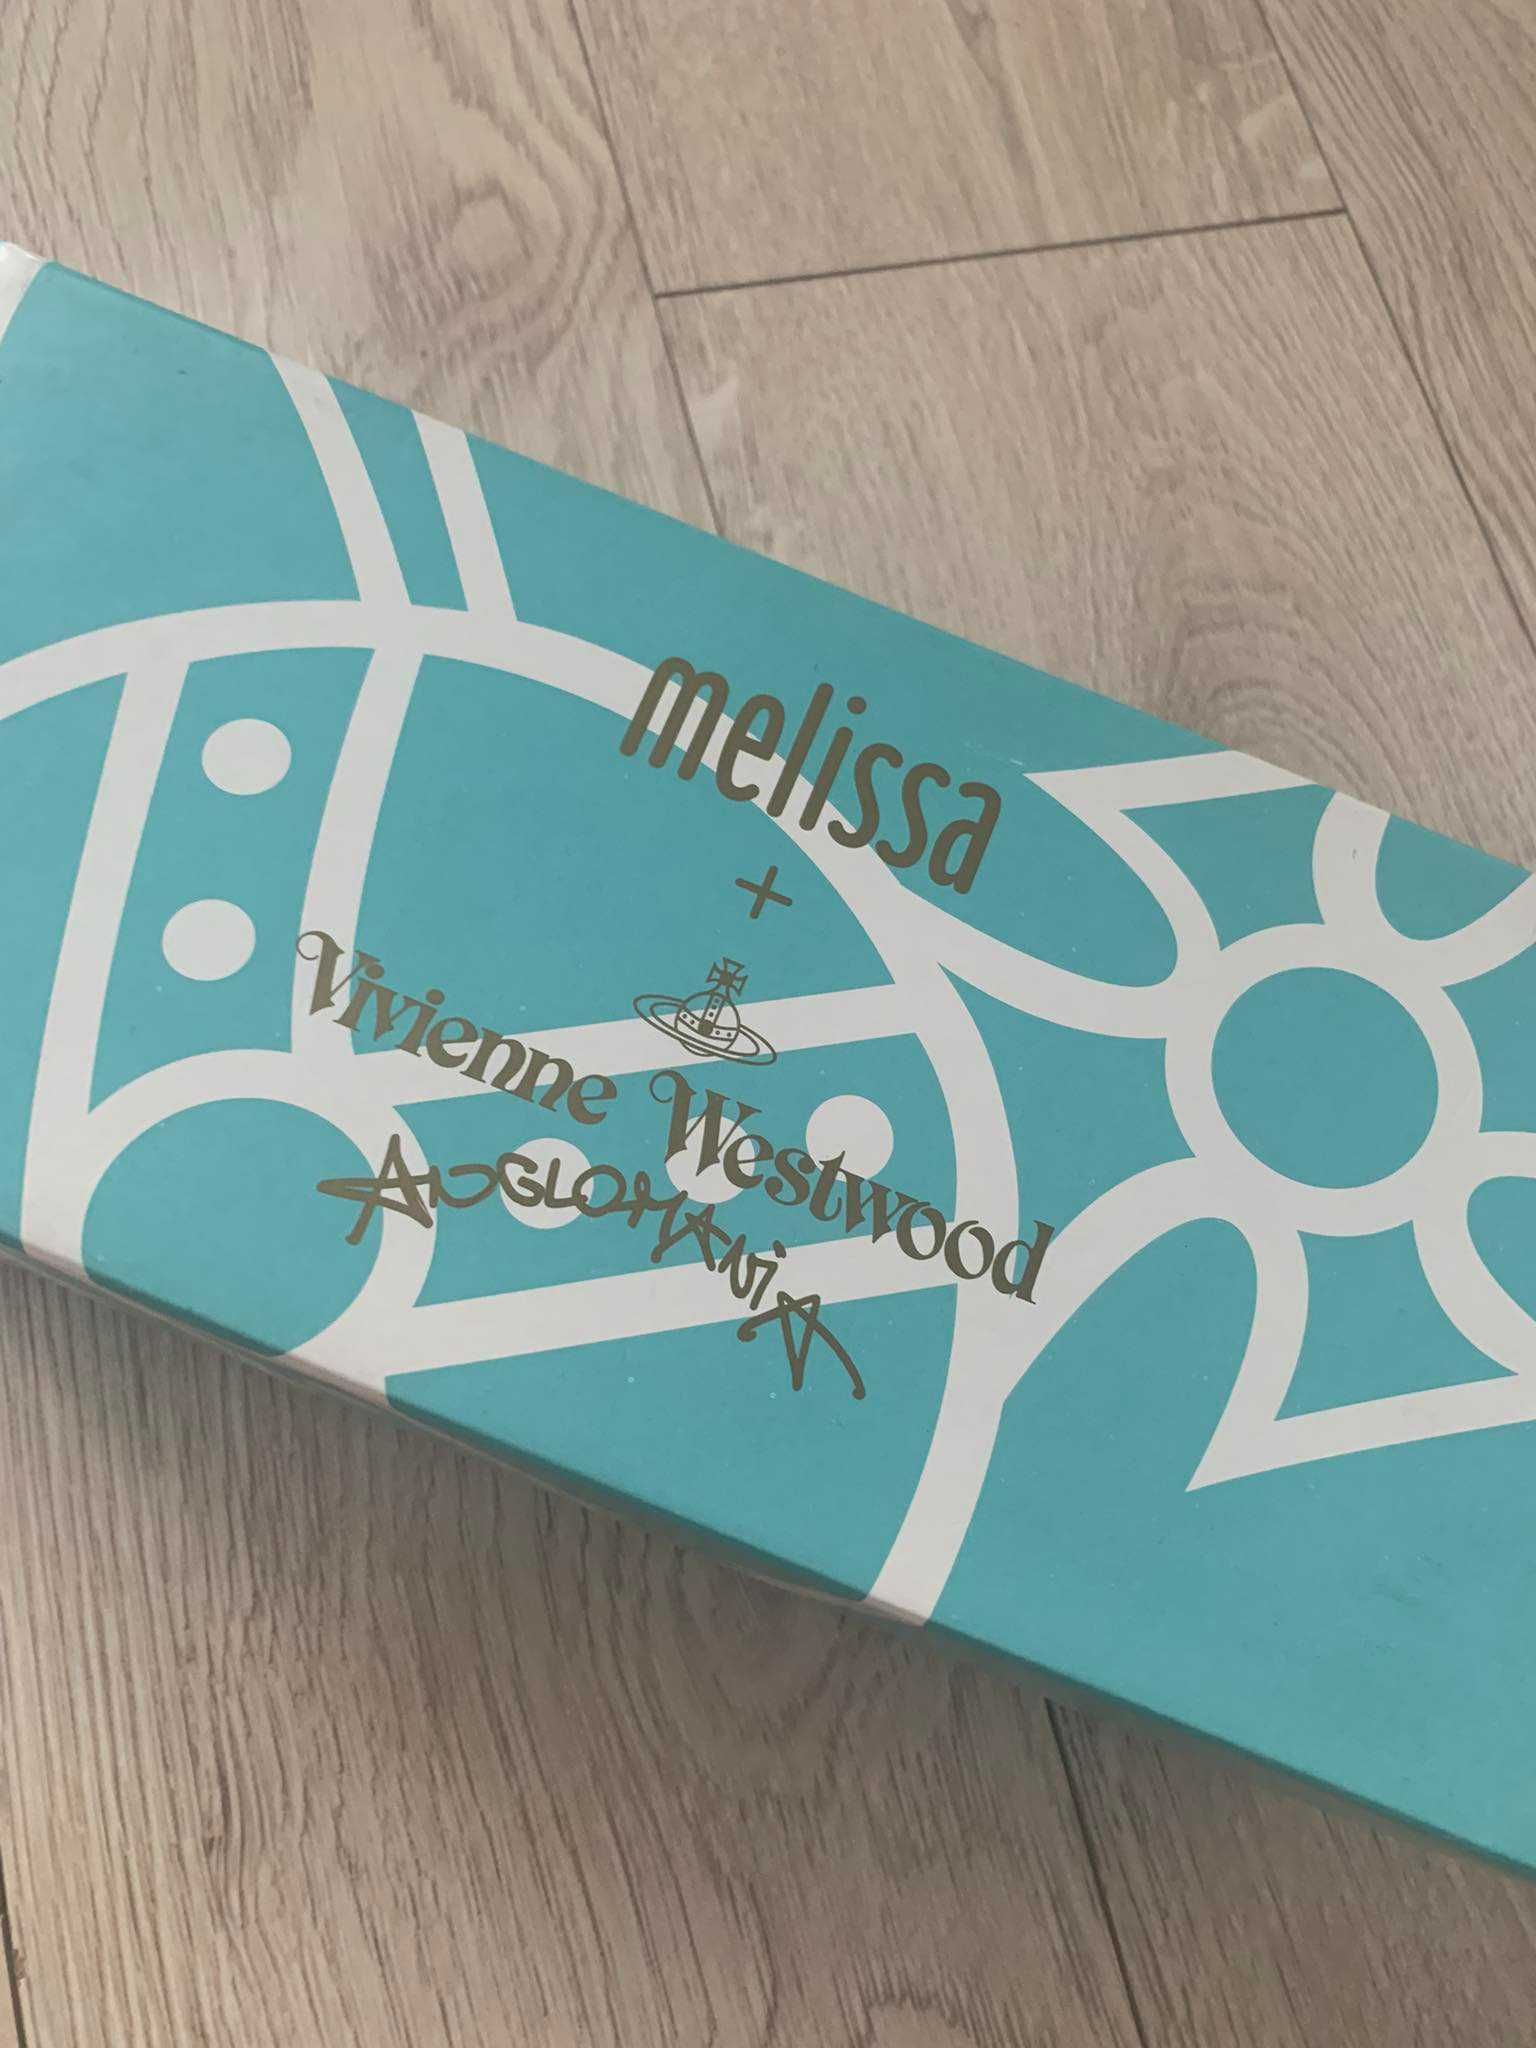 melissa
+
Vivienne Westwood
ANGLOMANiA